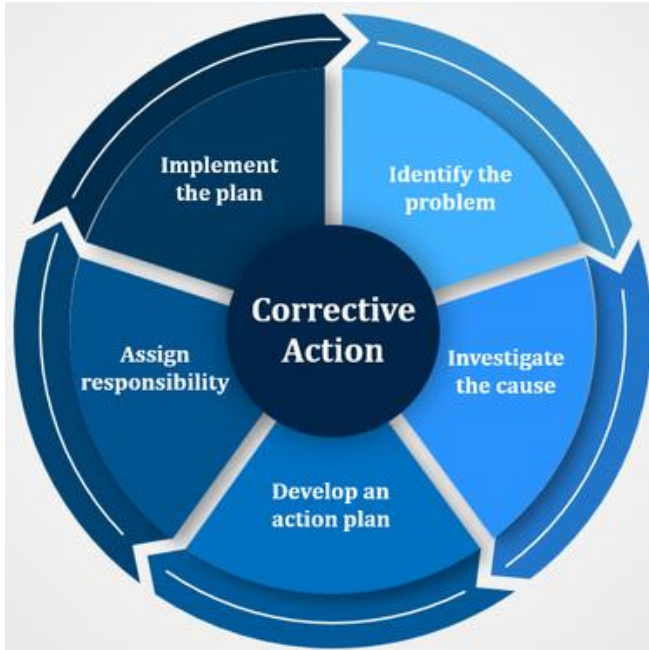 Corrective
Action
Identify the
problem
Investigate
the cause
Develop an
action plan
Assign
responsibility
Implement
the plan